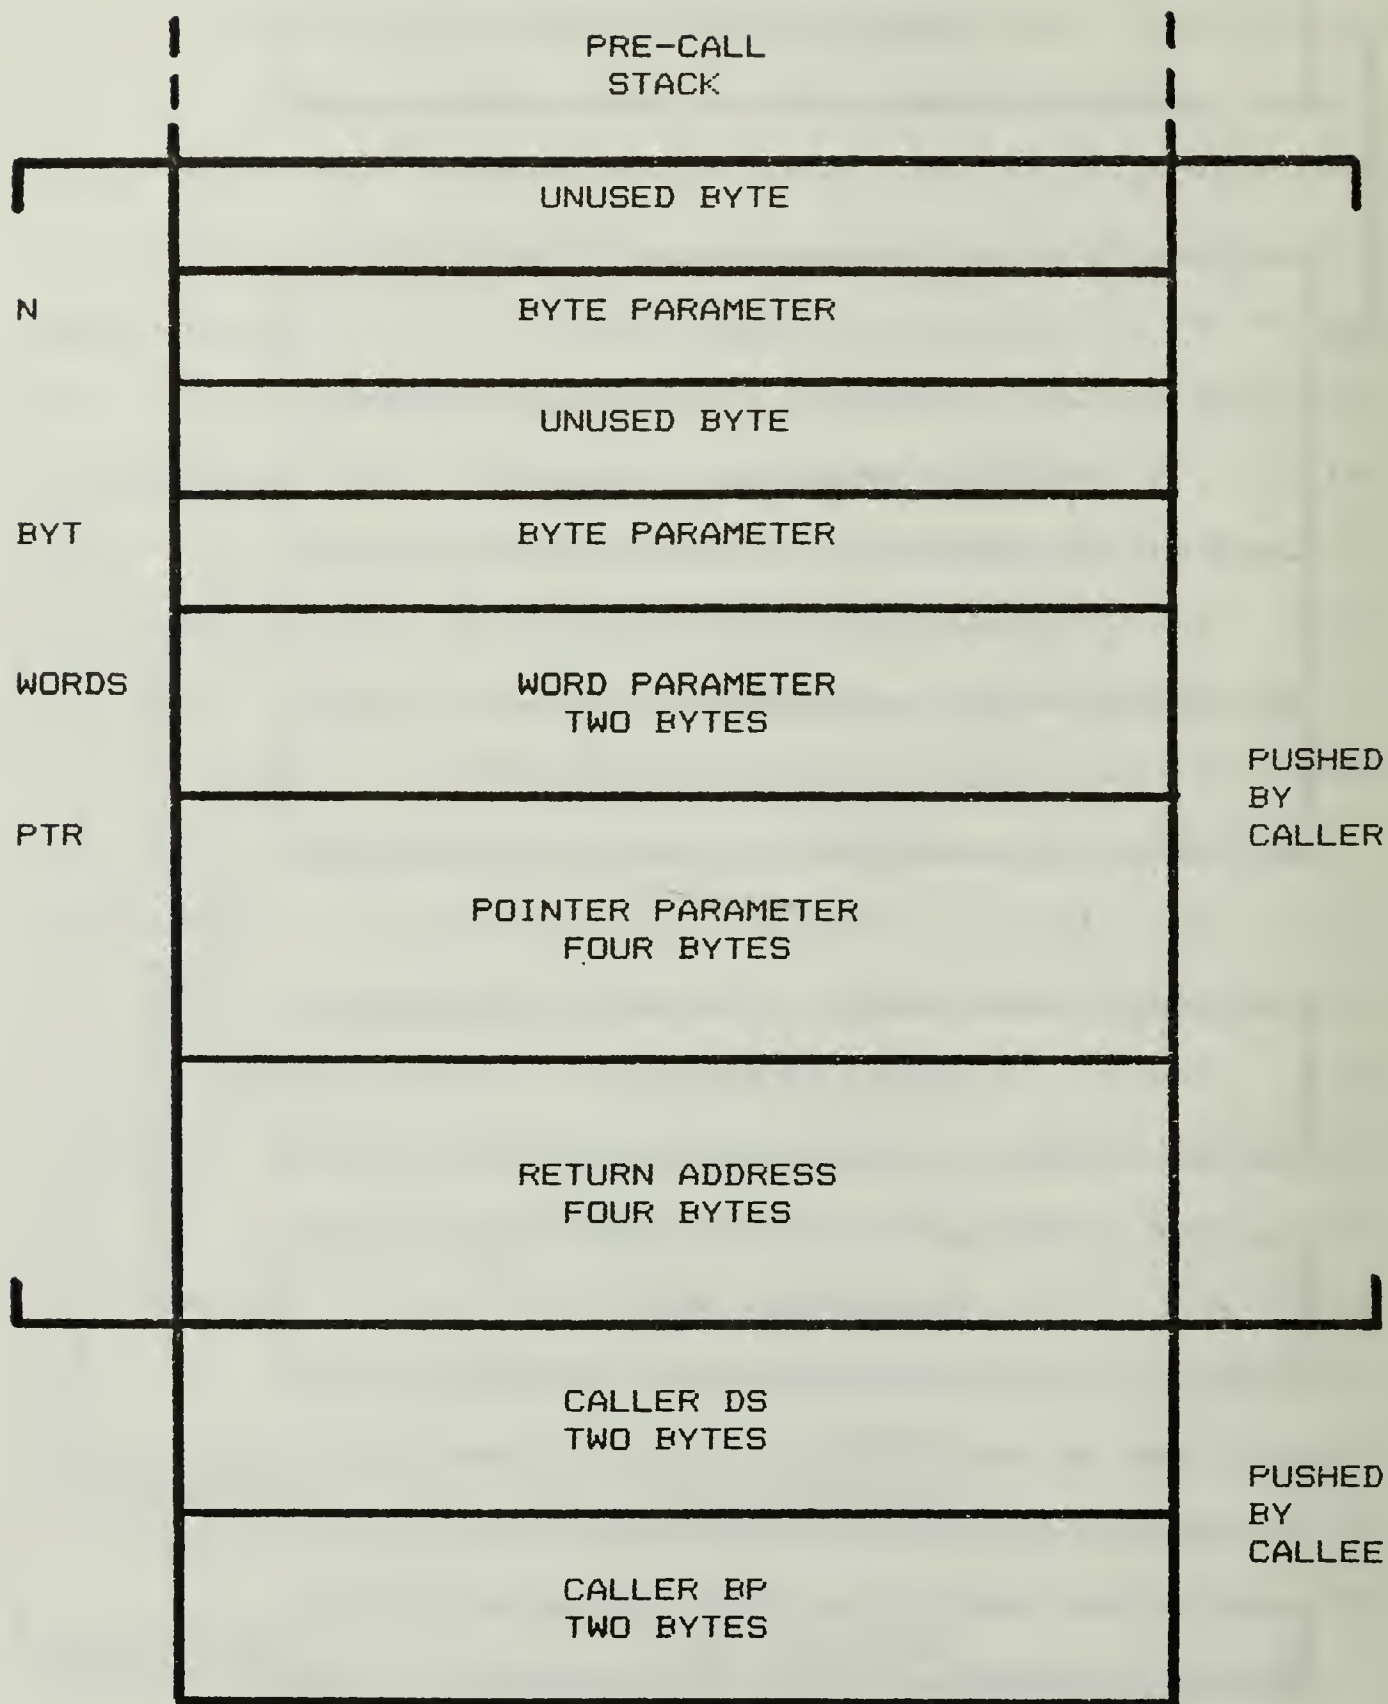 PRE-CALL
STACK
UNUSED BYTE
N
BYTE PARAMETER
UNUSED BYTE
BYT
BYTE PARAMETER
WORDS
WORD PARAMETER
TWO BYTES
PUSHED
BY
CALLER
PTR
POINTER PARAMETER
FOUR BYTES
RETURN ADDRESS
FOUR BYTES
CALLER DS
TWO BYTES
PUSHED
BY
CALLEE
CALLER BP
TWO BYTES